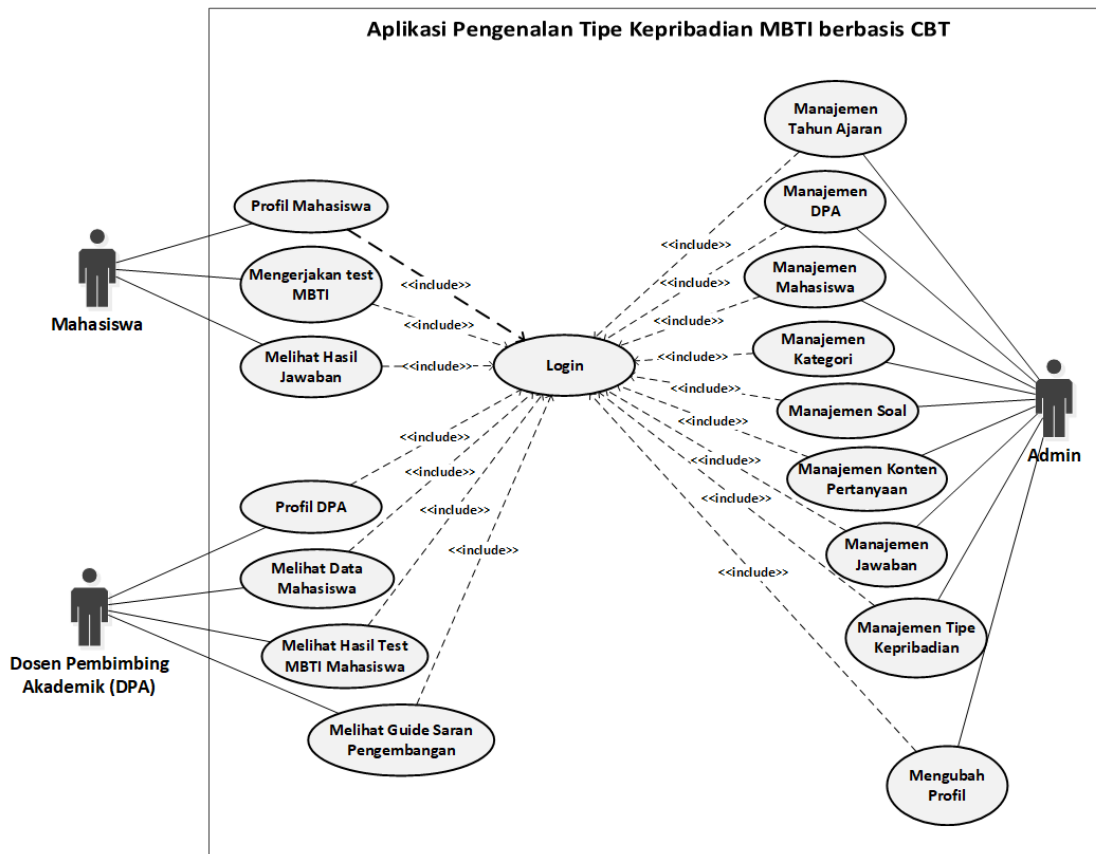 Aplikasi Pengenalan Tipe Kepribadian MBTI berbasis CBT
Mahasiswa
Profil Mahasiswa
Mengerjakan test
MBTI
Melihat Hasil
Jawaban
<<include>>
<<include>>
<<include>>
Login
Dosen Pembimbing
Akademik (DPA)
Profil DPA
Melihat Data
Mahasiswa
Melihat Hasil Test
MBTI Mahasiswa
Melihat Guide Saran
Pengembangan
<<include>>
<<include>>
<<include>>
<<include>>
Manajemen
Tahun Ajaran
Manajemen
DPA
Manajemen
Mahasiswa
Manajemen
Kategori
Manajemen Soal
Manajemen Konten
Pertanyaan
Manajemen
Jawaban
Manajemen Tipe
Kepribadian
Mengubah
Profil
<<include>>
<<include>>
<<include>>
<<include>>
<<include>>
<<include>>
<<include>>
<<include>>
<<include>>
Admin